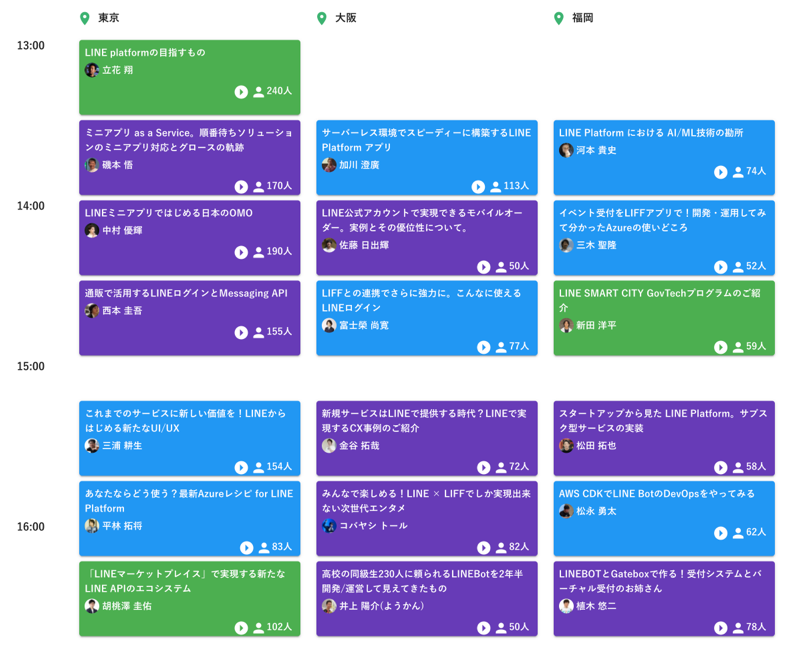 東京
大阪
福岡
13:00
LINE platformの目指すもの
立花 翔
240人
ミニアプリ as a Service。順番待ちソリューショ
ンのミニアプリ対応とグロースの軌跡
磯本 悟
170人
サーバーレス環境でスピーディーに構築するLINE
Platform アプリ
加川 澄廣
113人
LINE Platform における AI/ML技術の勘所
河本 貴史
74人
14:00
LINEミニアプリではじめる日本のOMO
中村 優輝
190人
LINE公式アカウントで実現できるモバイルオー
ダー。実例とその優位性について。
佐藤 日出輝
50人
イベント受付をLIFFアプリで！開発・運用してみ
て分かったAzureの使いどころ
三木 聖隆
52人
通販で活用するLINEログインとMessaging API
西本 圭吾
155人
LIFFとの連携でさらに強力に。こんなに使える
LINEログイン
富士榮 尚寛
77人
LINE SMART CITY GovTechプログラムのご紹
介
新田 洋平
59人
15:00
これまでのサービスに新しい価値を！LINEから
はじめる新たなUI/UX
三浦 耕生
154人
新規サービスはLINEで提供する時代？LINEで実
現するCX事例のご紹介
金谷 拓哉
72人
スタートアップから見た LINE Platform。サブス
ク型サービスの実装
松田 拓也
58人
16:00
あなたならどう使う？最新Azureレシピ for LINE
Platform
平林 拓将
83人
みんなで楽しめる！LINE × LIFFでしか実現出来
ない次世代エンタメ
コバヤシ トール
82人
AWS CDKでLINE BotのDevOpsをやってみる
松永 勇太
62人
「LINEマーケットプレイス」で実現する新たな
LINE APIのエコシステム
胡桃澤 圭佑
102人
高校の同級生230人に頼られるLINEBotを2年半
開発/運営して見えてきたもの
井上 陽介(ようかん)
50人
LINEBOTとGateboxで作る！受付システムとバ
ーチャル受付のお姉さん
植木 悠二
78人